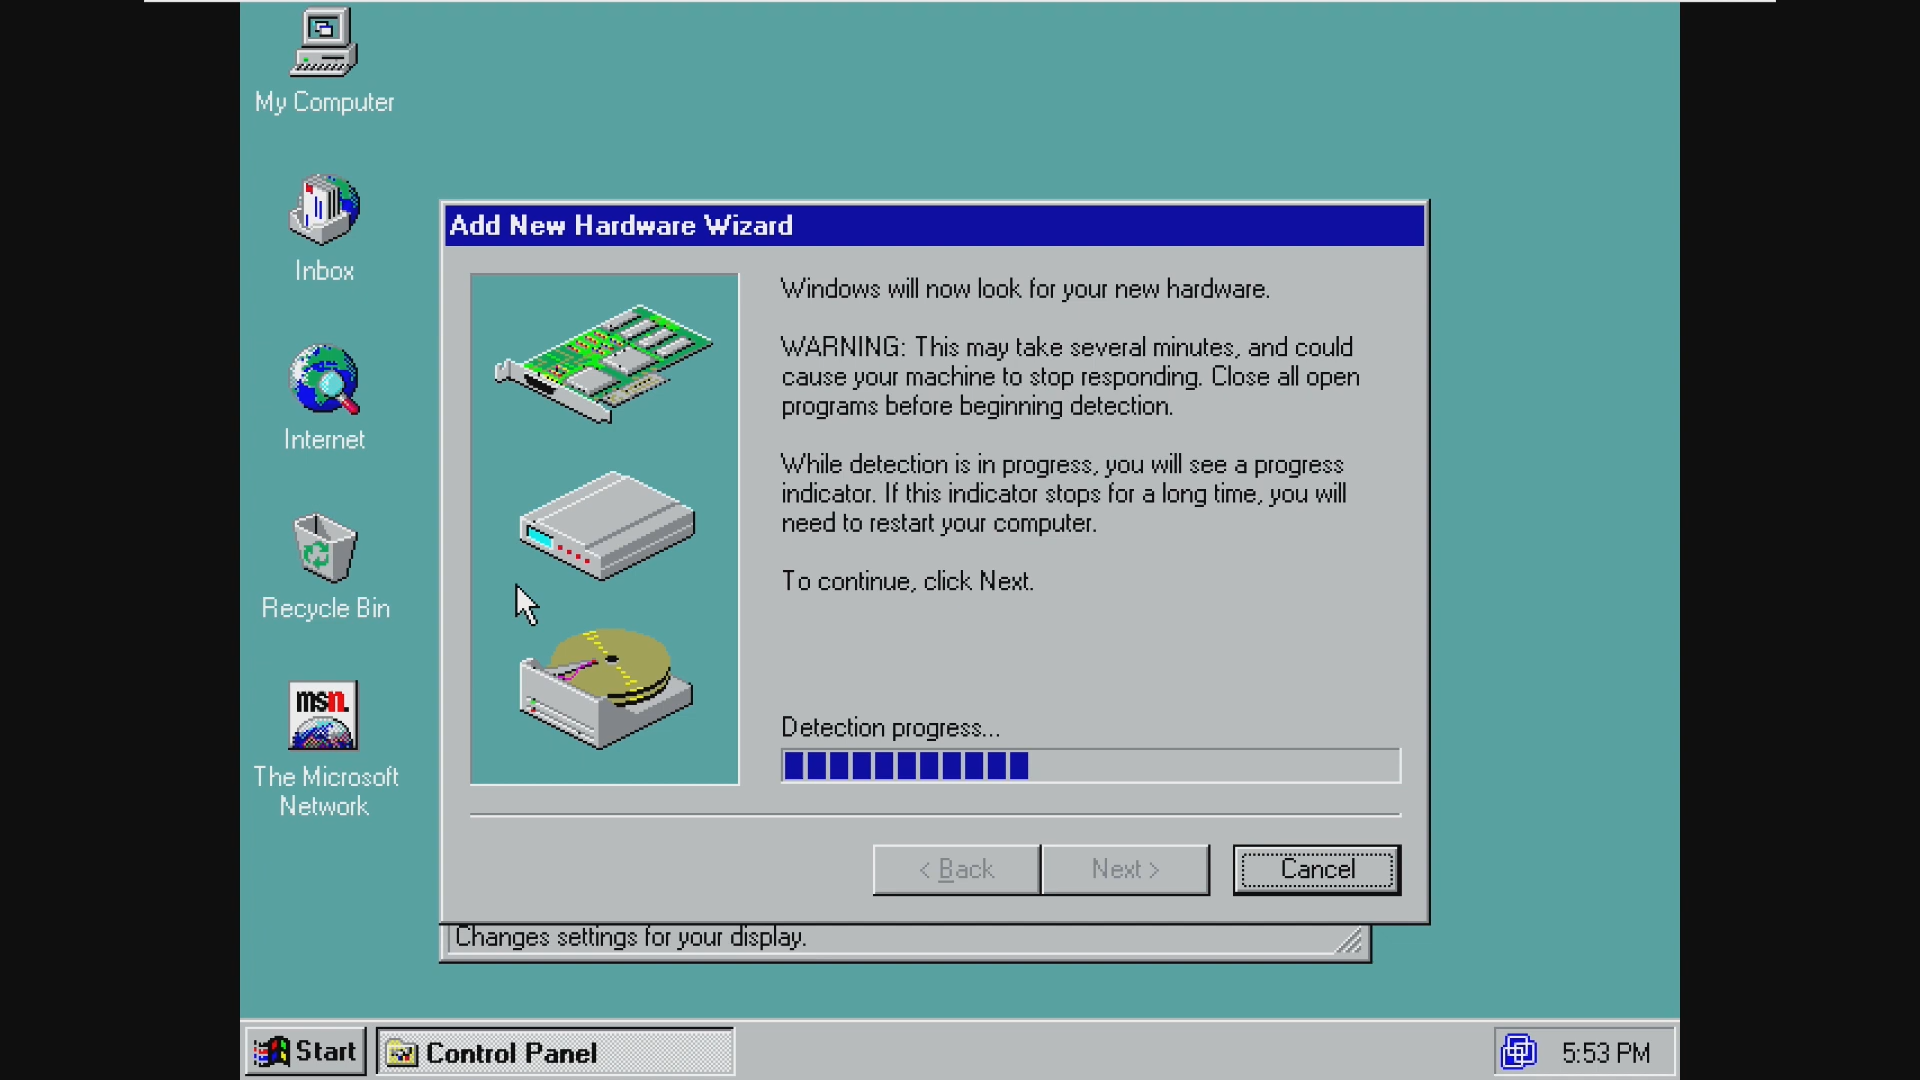 My Computer
Inbox
Internet
Recycle Bin
msn.
The Microsoft
Network
Add New Hardware Wizard
Windows will now look for your new hardware.
WARNING: This may take several minutes, and could
cause your machine to stop responding. Close all open
programs before beginning detection.
While detection is in progress, you will see a progress
indicator. If this indicator stops for a long time, you will
need to restart your computer.
To continue, click Next.
Detection progress...
< Back
Next >
Cancel
Changes settings for your display.
Start
Control Panel
5:53 PM